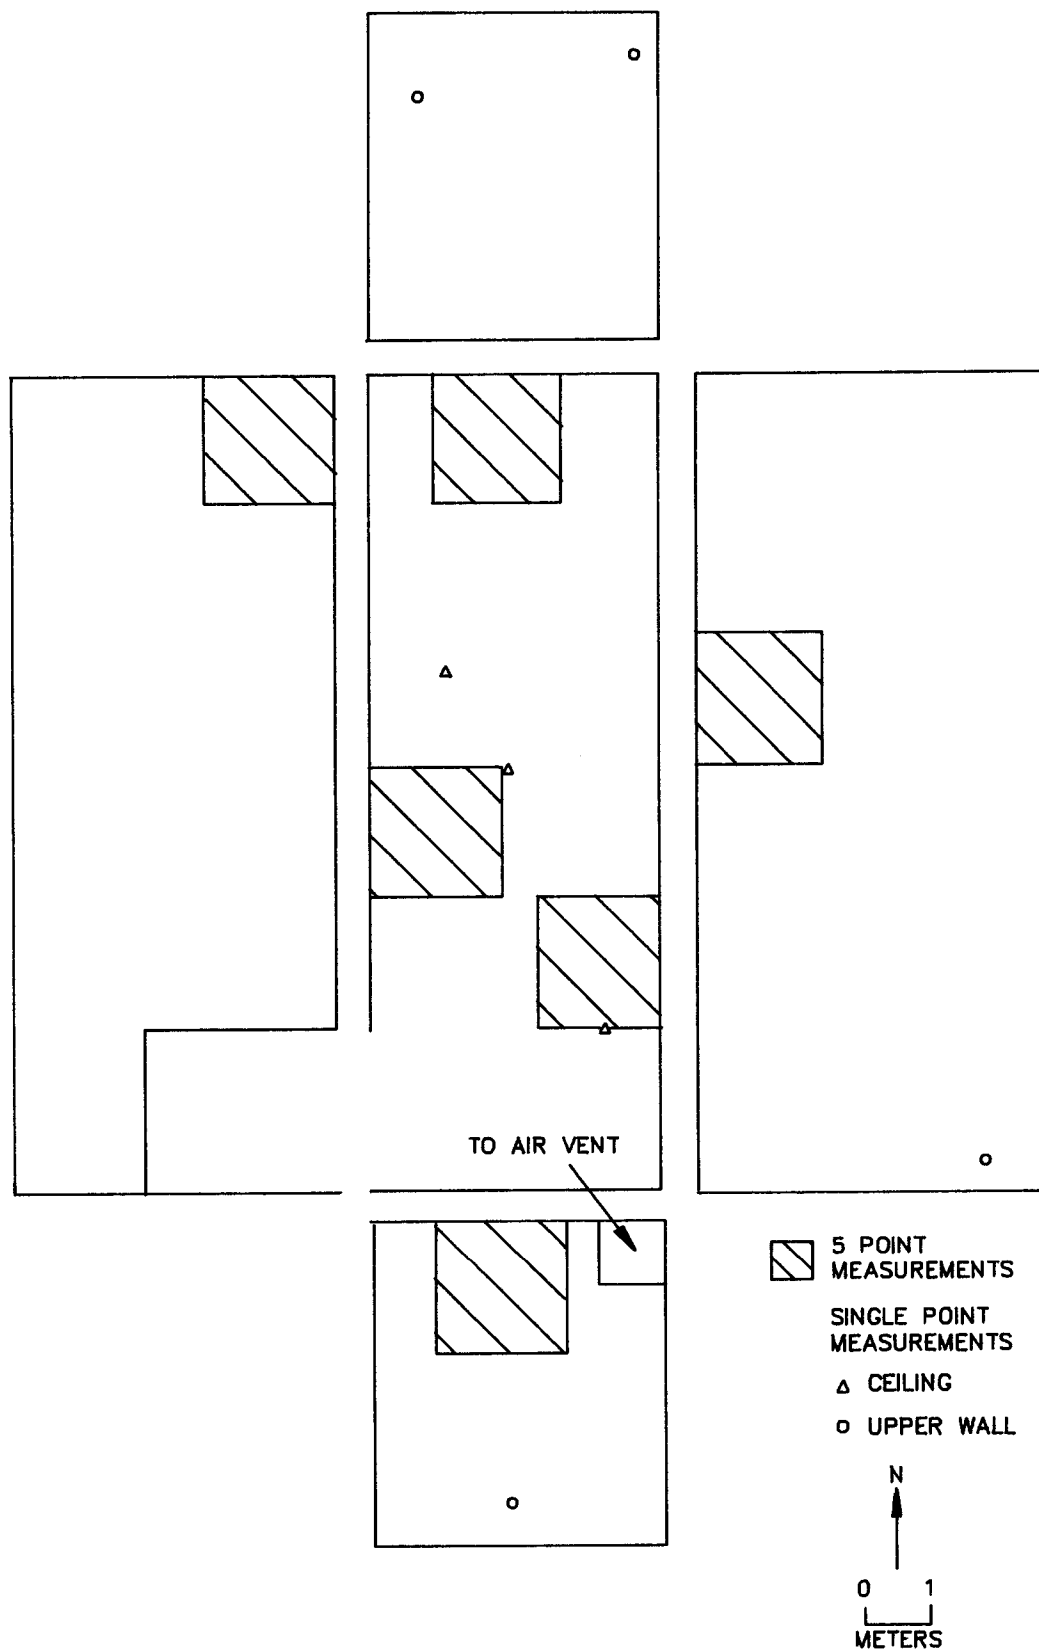 TO AIR VENT
5 POINT
MEASUREMENTS
SINGLE POINT
MEASUREMENTS
CEILING
UPPER WALL
N
0 1
METERS